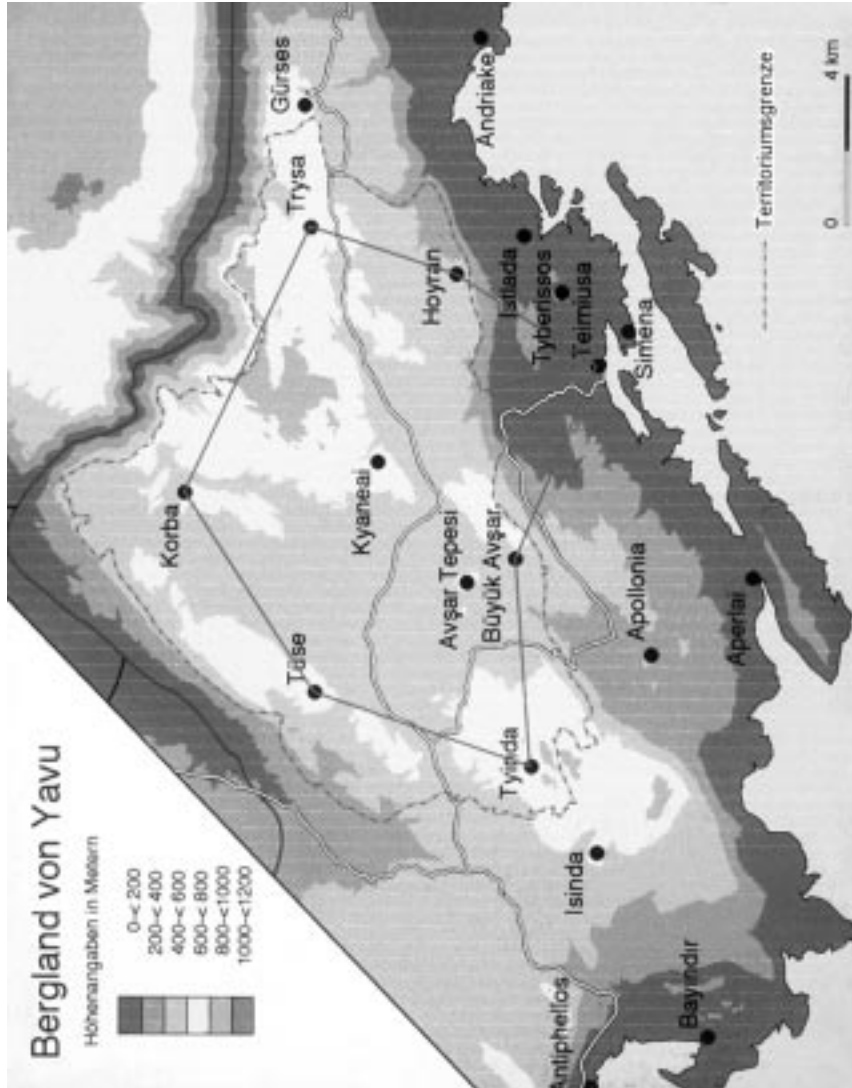 Bergland von Yavu
Höhenangaben in Metern
0-< 200
200-< 400
400-< 600
600-< 800
800-<1000
1000-<1200
Korba
Tüse
Trysa
Gürses
Kyaneai
Hoyran
Avşar Tepesi
Büyük Avşar
Tyinda
Isinda
Istlada
Tyberissos
Teimiusa
Simena
Andriake
Apollonia
Aperlai
Antiphellos
Bayındır
Territoriumsgrenze
0 4 km